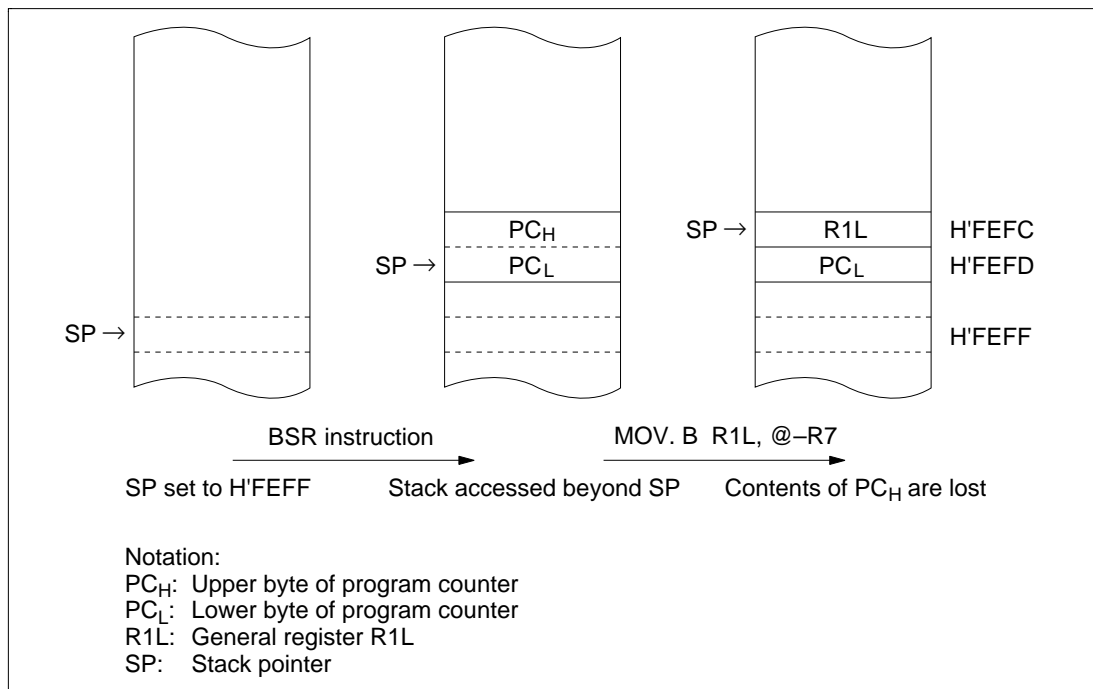 PCH
R1L
SP →
H'FEFC
SP →
PCL
PCL
H'FEFD
SP →
H'FEFF
BSR instruction
MOV. B R1L, @–R7
SP set to H'FEFF
Stack accessed beyond SP
Contents of PCH are lost
Notation:
PCH: Upper byte of program counter
PCL: Lower byte of program counter
R1L: General register R1L
SP: Stack pointer